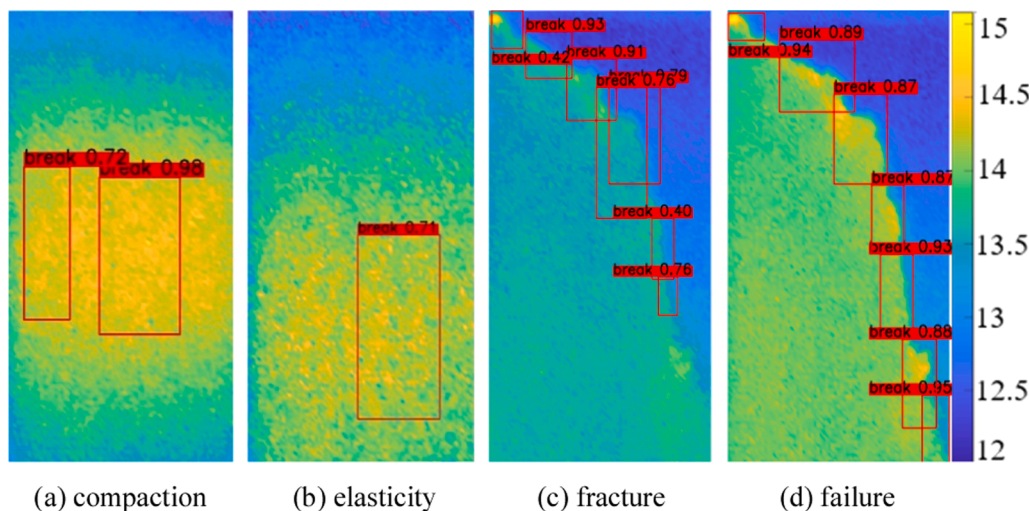 break 0.72
break 0.98
break 0.71
break 0.93
break 0.42
break 0.91
break 0.79
break 0.76
break 0.40
break 0.76
break 0.89
break 0.94
break 0.87
break 0.87
break 0.93
break 0.88
break 0.95
15
14.5
14
13.5
13
12.5
12
(a) compaction
(b) elasticity
(c) fracture
(d) failure